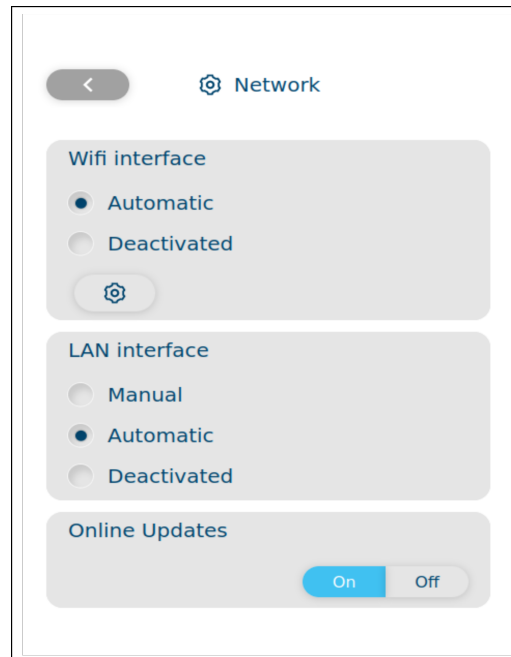 Network
Wifi interface
Automatic
Deactivated
LAN interface
Manual
Automatic
Deactivated
Online Updates
On Off